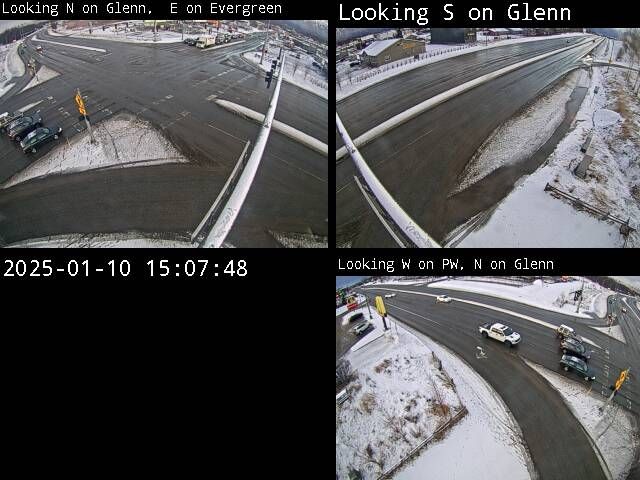 Looking N on Glenn,  E on Evergreen
Looking S on Glenn
2025-01-10 15:07:48
Looking W on PW, N on Glenn